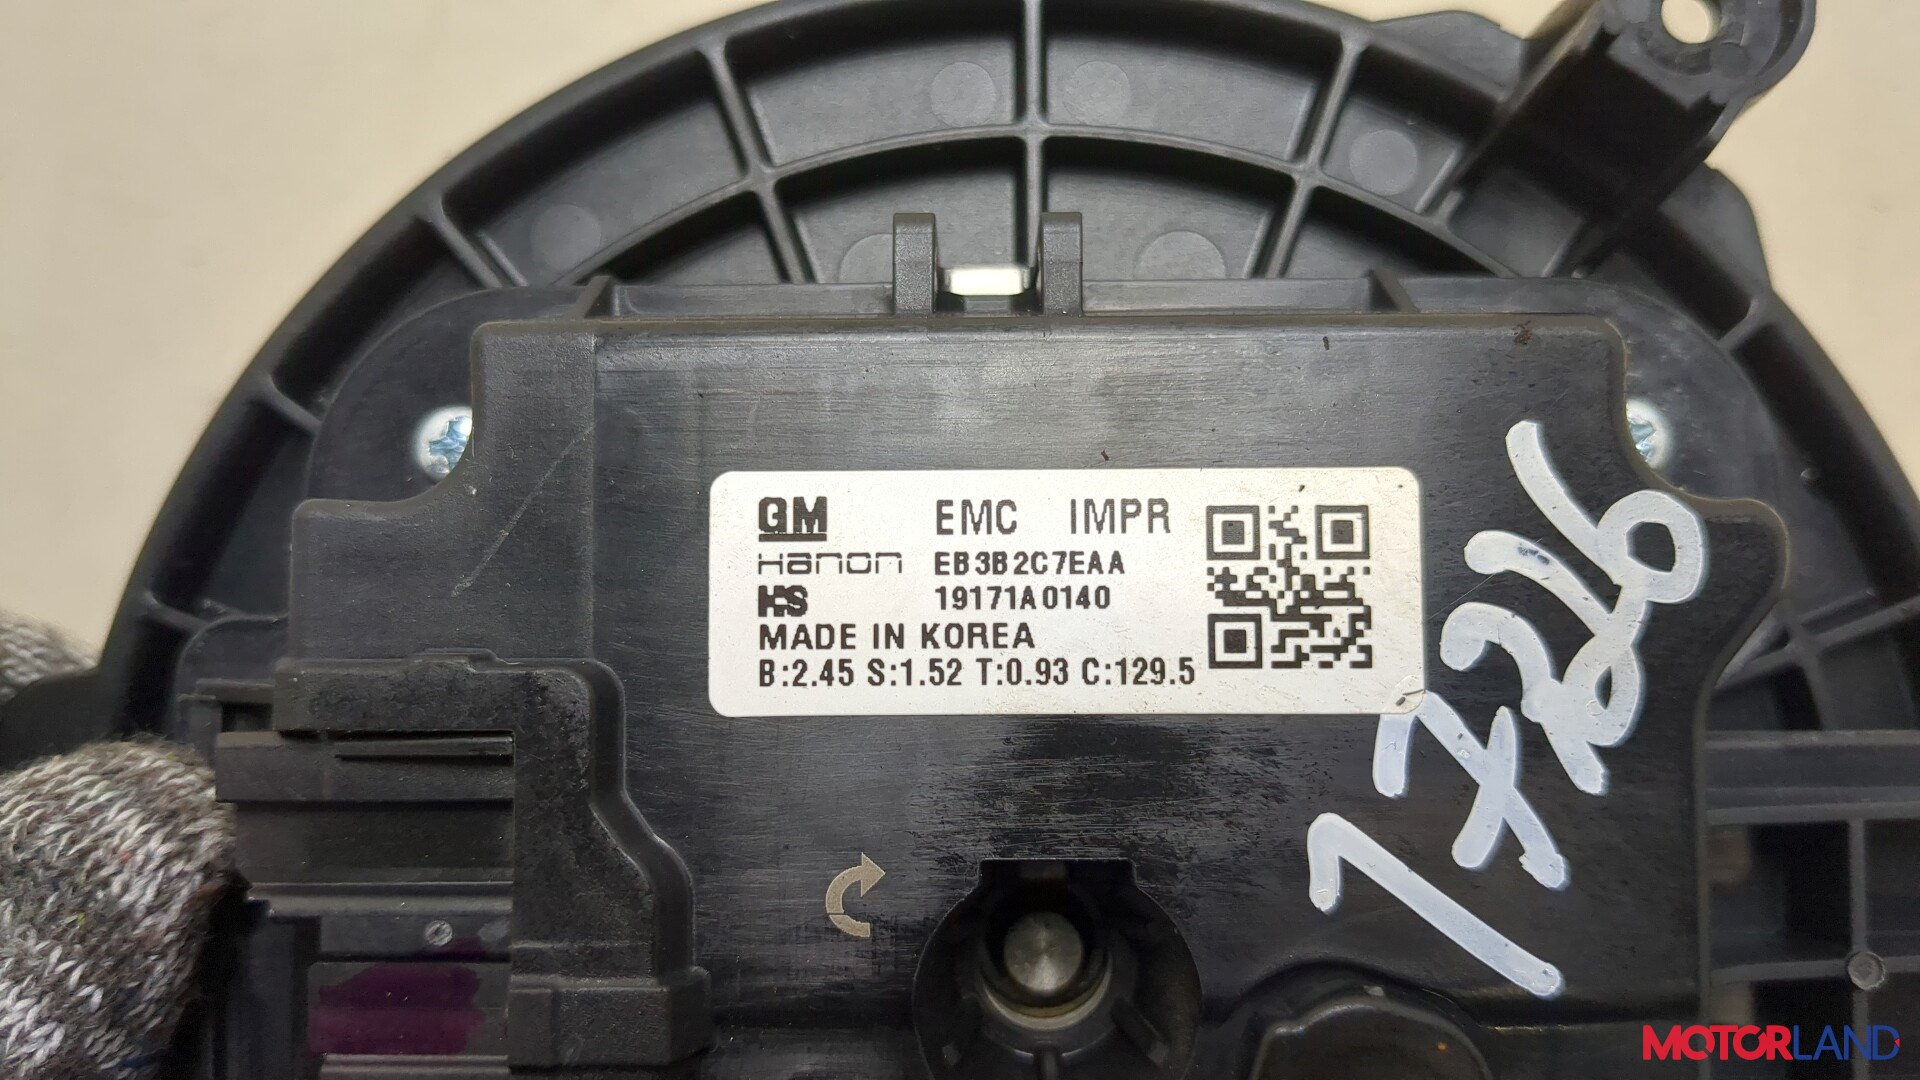 GM EMC IMPR
Hanon EB3B2C7EAA
HS 19171A0140
MADE IN KOREA
B:2.45 S:1.52 T:0.93 C:129.5
17226
MOTORLAND